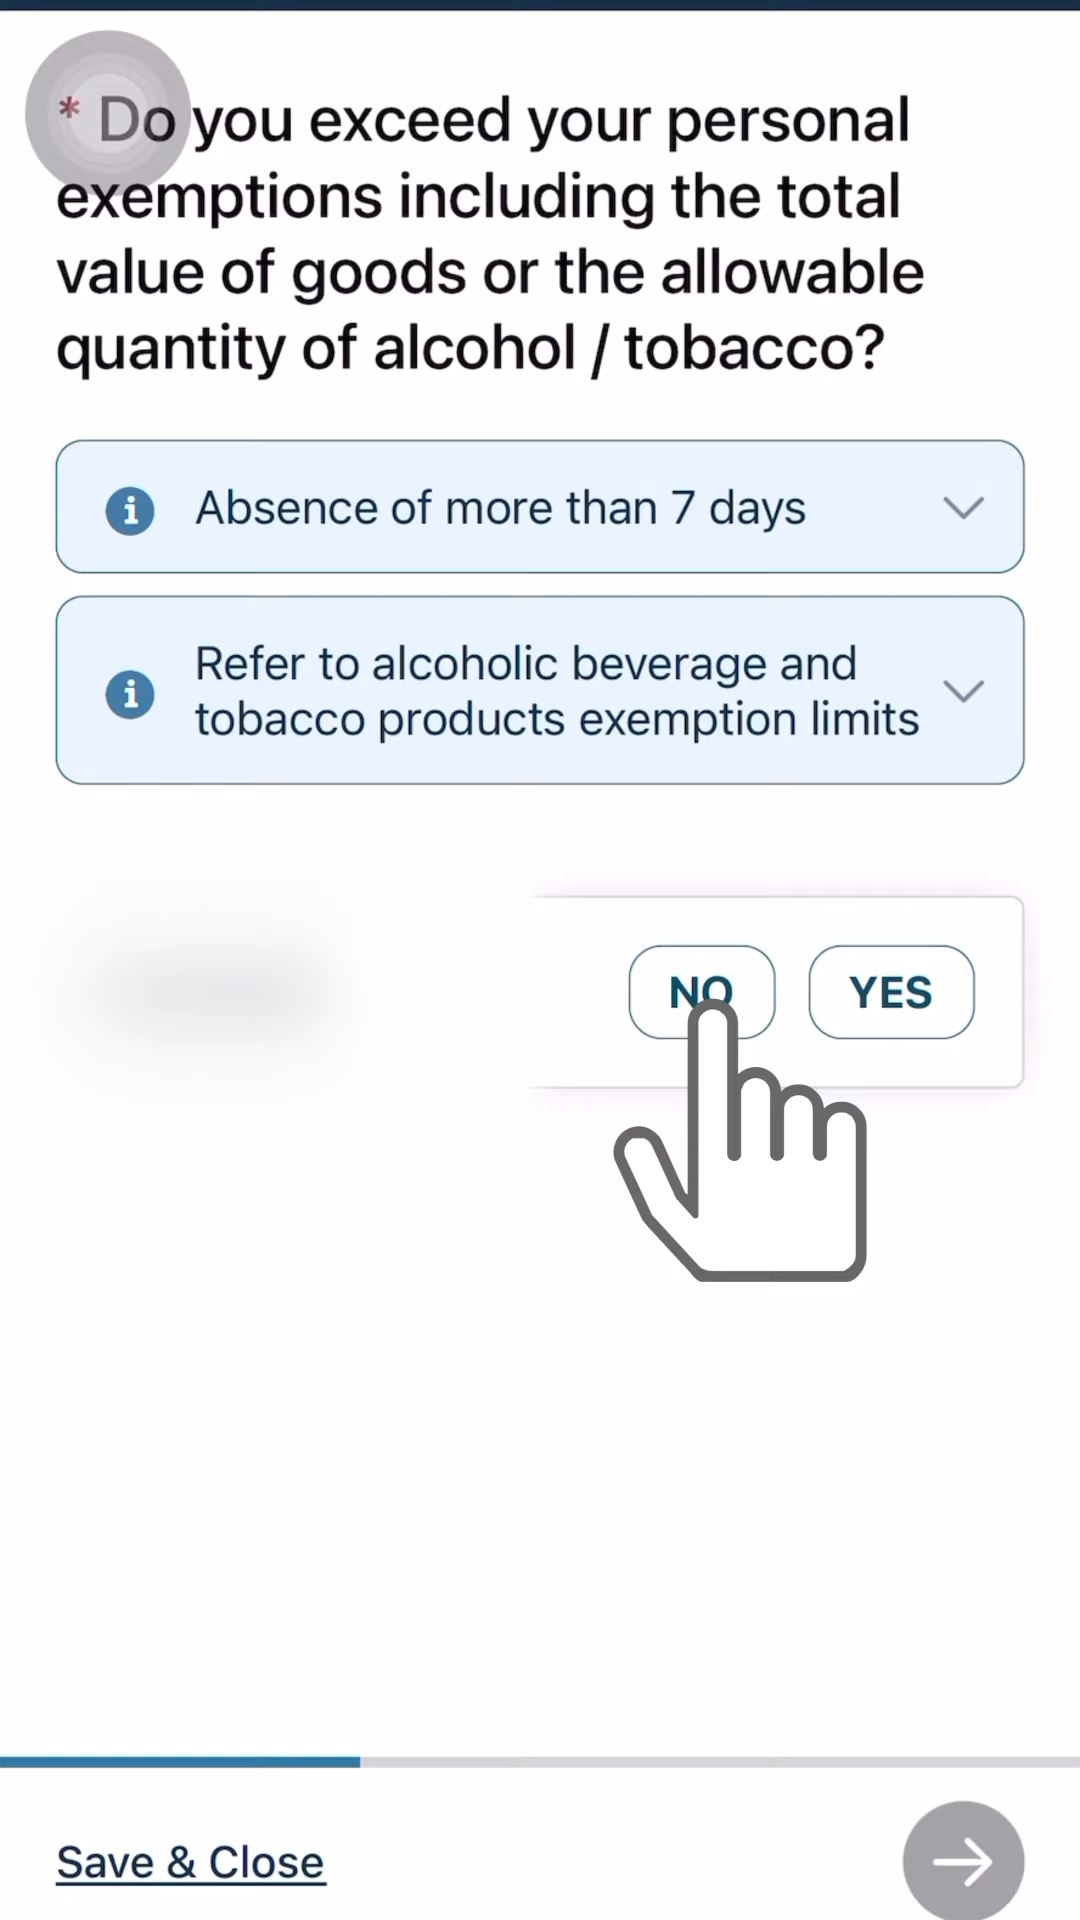 * Do you exceed your personal
exemptions including the total
value of goods or the allowable
quantity of alcohol / tobacco?
Absence of more than 7 days
Refer to alcoholic beverage and
tobacco products exemption limits
NO YES
Save & Close